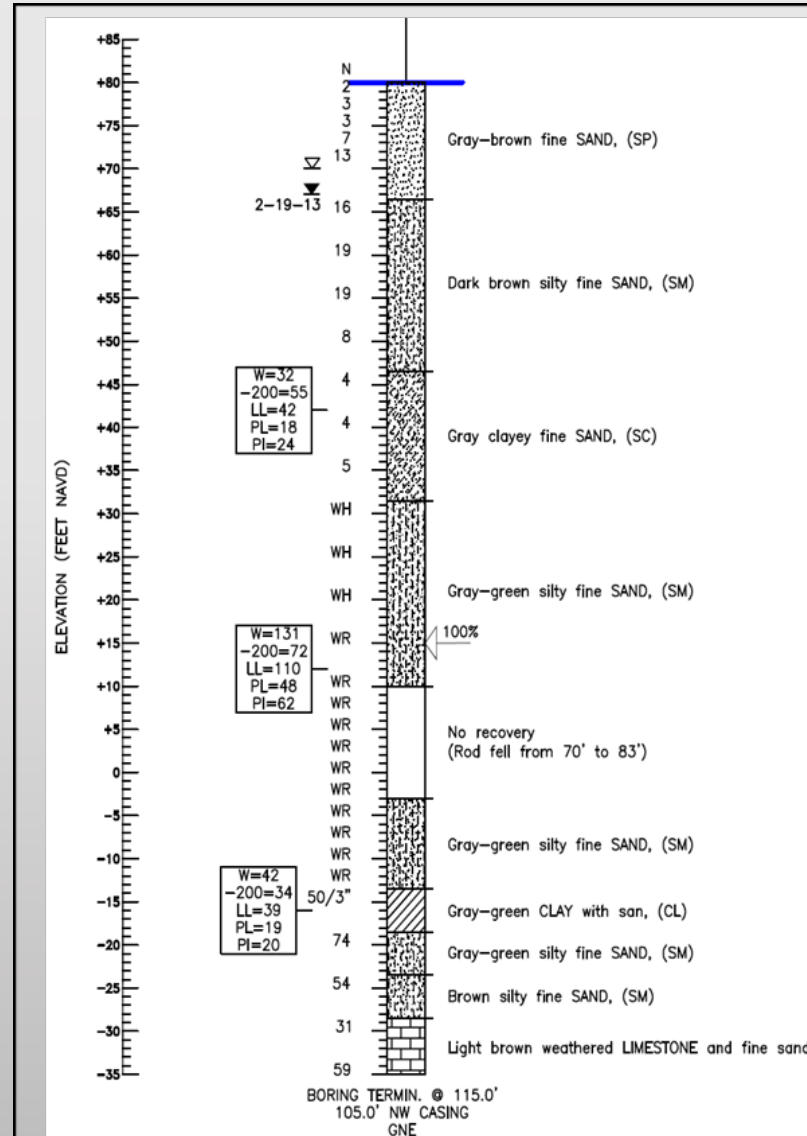 ELEVATION (FEET NAVD)
+85
+80
+75
+70
+65
+60
+55
+50
+45
+40
+35
+30
+25
+20
+15
+10
+5
0
-5
-10
-15
-20
-25
-30
-35
N
2
3
3
7
13
2-19-13
16
19
19
8
4
4
5
WH
WH
WH
WR
WR
WR
WR
WR
WR
WR
WR
WR
WR
WR
50/3"
74
54
31
59
W=32
-200=55
LL=42
PL=18
PI=24
W=131
-200=72
LL=110
PL=48
PI=62
W=42
-200=34
LL=39
PL=19
PI=20
Gray-brown fine SAND, (SP)
Dark brown silty fine SAND, (SM)
Gray clayey fine SAND, (SC)
Gray-green silty fine SAND, (SM)
100%
No recovery
(Rod fell from 70' to 83')
Gray-green silty fine SAND, (SM)
Gray-green CLAY with san, (CL)
Gray-green silty fine SAND, (SM)
Brown silty fine SAND, (SM)
Light brown weathered LIMESTONE and fine sand
BORING TERMIN. @ 115.0'
105.0' NW CASING
GNE